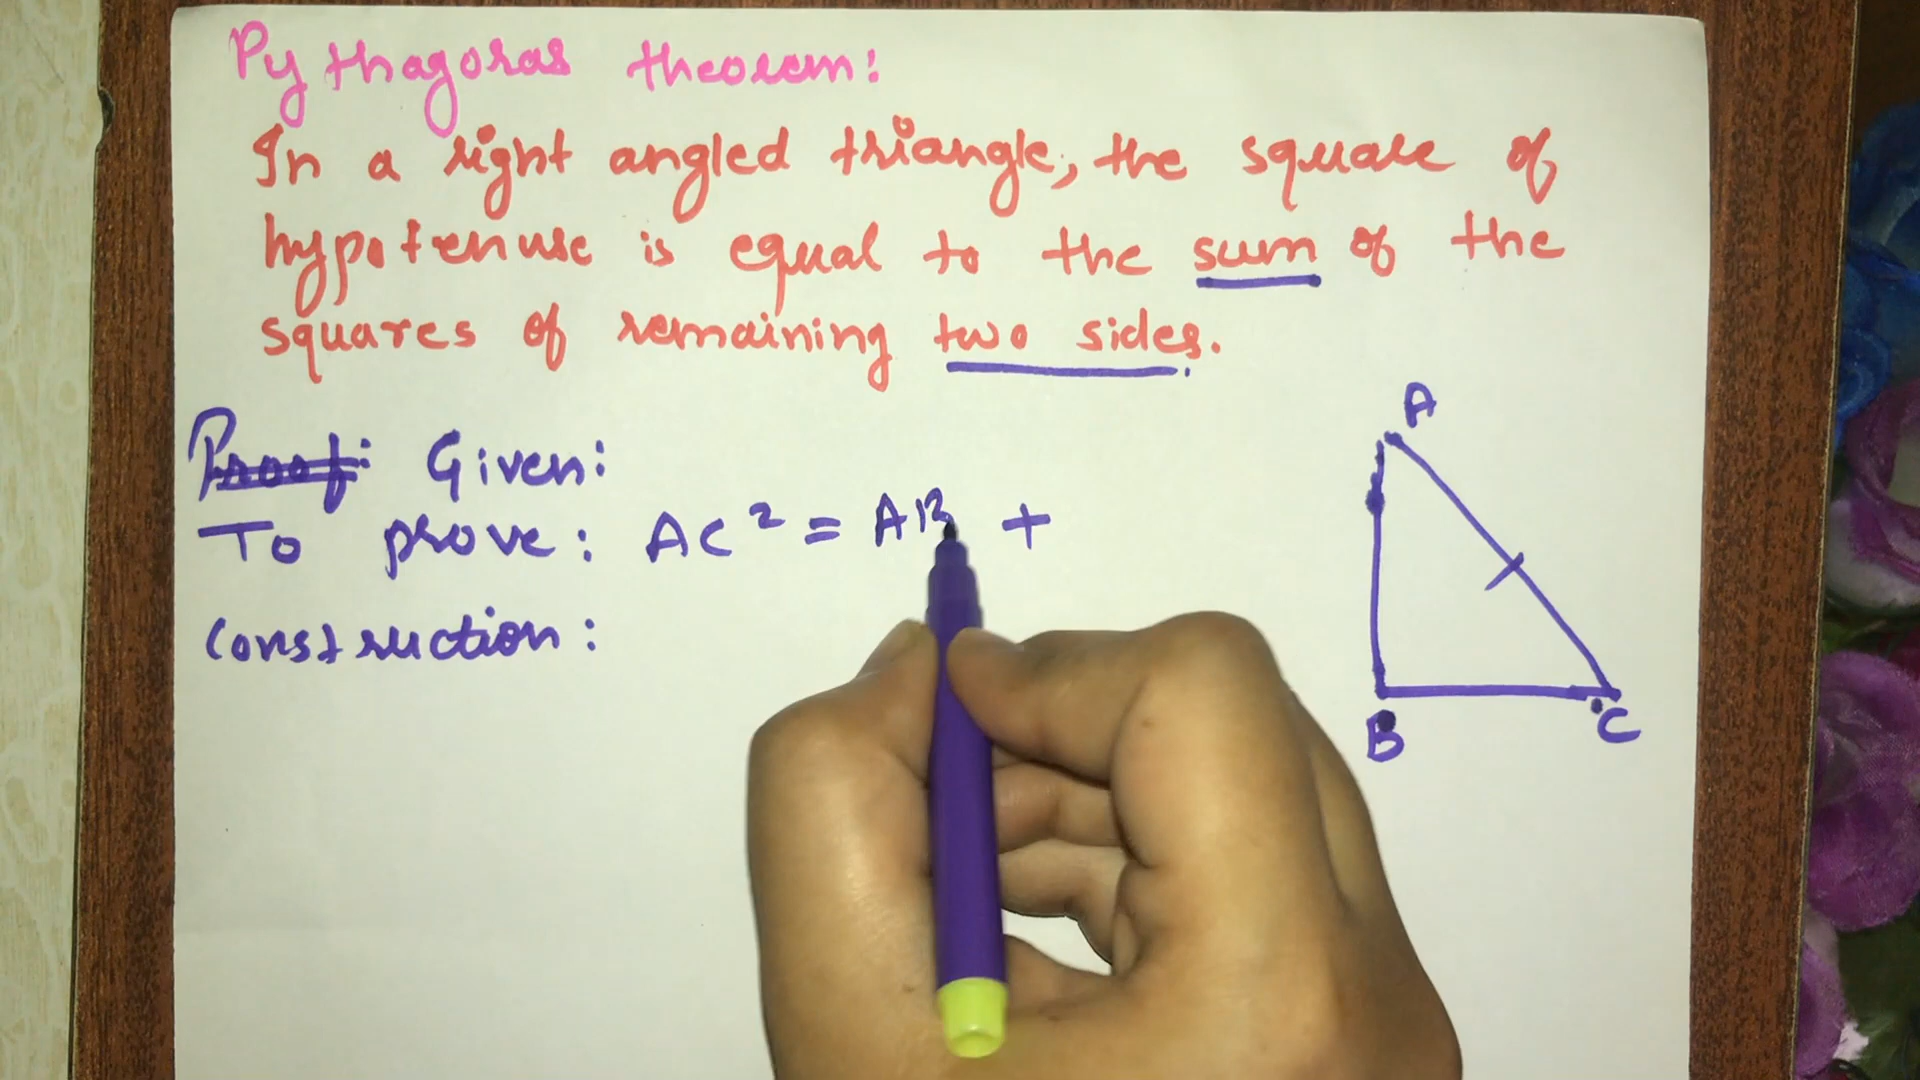 Pythagoras theorem:
In a right angled triangle, the square of
hypotenuse is equal to the sum of the
squares of remaining two sides.
Proof: Given:
To prove: AC² = AB +
Construction:
A
B
C